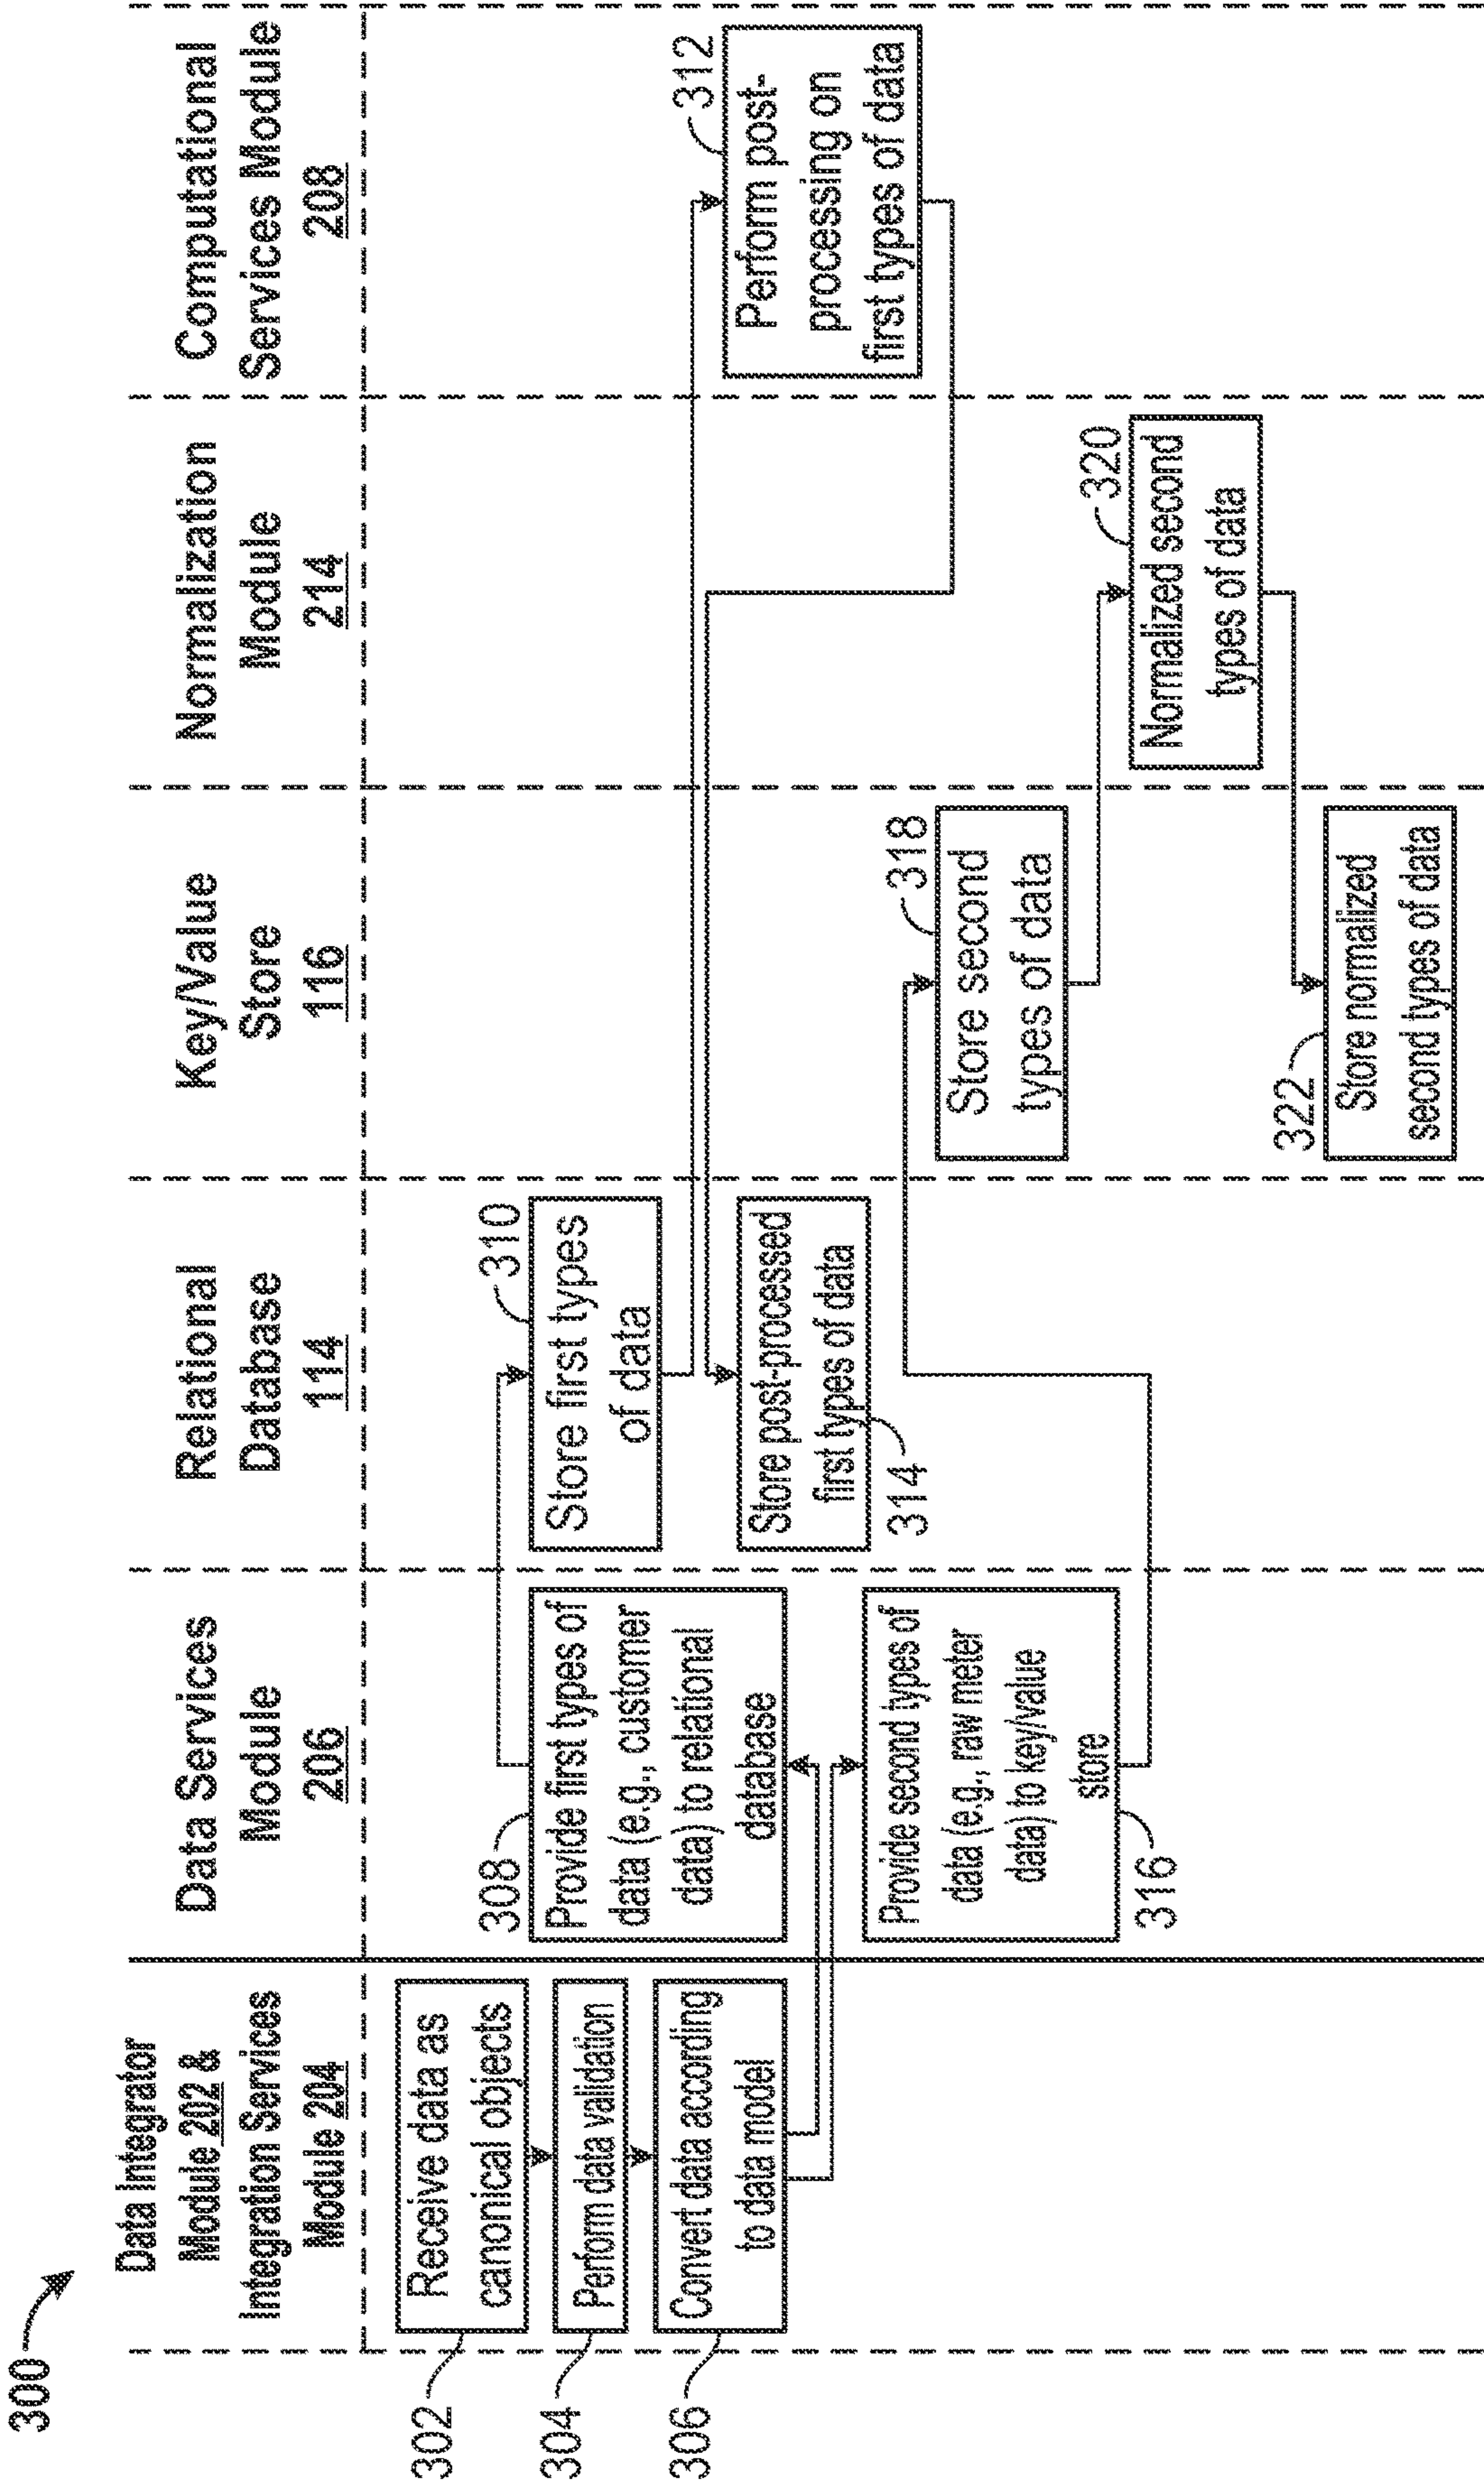 300
Data Integrator
Module 202 &
Integration Services
Module 204
Data Services
Module
206
Relational
Database
114
Key/Value
Store
116
Normalization
Module
214
Computational
Services Module
208
302
Receive data as
canonical objects
304
Perform data validation
306
Convert data according
to data model
308
Provide first types of
data (e.g., customer
data) to relational
database
310
Store first types
of data
312
Perform post-
processing on
first types of data
Store post-processed
first types of data
314
Provide second types of
data (e.g., raw meter
data) to key/value
store
316
318
Store second
types of data
320
Normalized second
types of data
322
Store normalized
second types of data